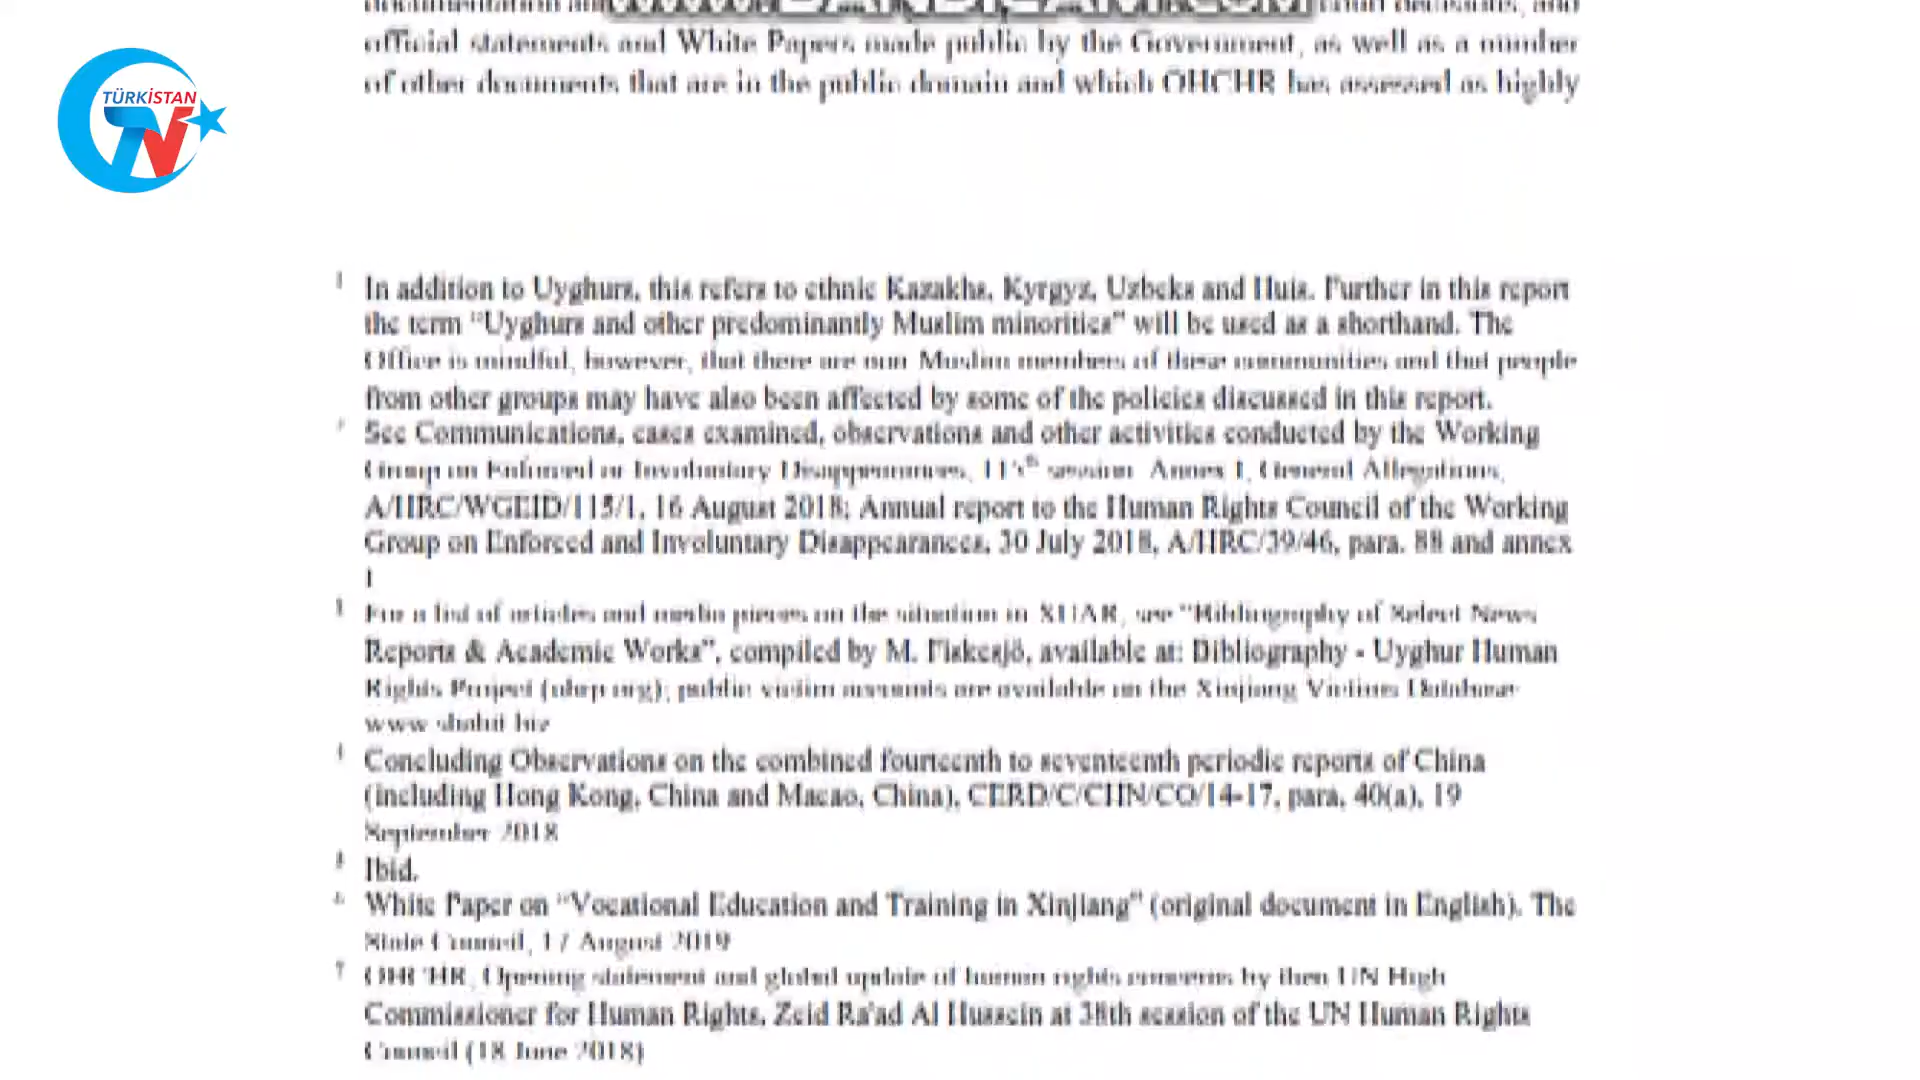 WWW.BANDICAM.COM
official statements and White Papers made public by the Government, as well as a number
of other documents that are in the public domain and which OHCHR has assessed as highly
TÜRKİSTAN
TV
1 In addition to Uyghurs, this refers to ethnic Kazakhs, Kyrgyz, Uzbeks and Huis. Further in this report
the term “Uyghurs and other predominantly Muslim minorities” will be used as a shorthand. The
Office is mindful, however, that there are non-Muslim members of these communities and that people
from other groups may have also been affected by some of the policies discussed in this report.
2 See Communications, cases examined, observations and other activities conducted by the Working
Group on Enforced or Involuntary Disappearances, 115th session, Annex I, General Allegations,
A/HRC/WGEID/115/1, 16 August 2018; Annual report to the Human Rights Council of the Working
Group on Enforced and Involuntary Disappearances, 30 July 2018, A/HRC/39/46, para. 88 and annex
I
3 For a list of articles and media pieces on the situation in XUAR, see “Bibliography of Select News
Reports & Academic Works”, compiled by M. Fiskesjö, available at: Bibliography - Uyghur Human
Rights Project (uhrp.org); public victim accounts are available on the Xinjiang Victims Database
www.shahit.biz
4 Concluding Observations on the combined fourteenth to seventeenth periodic reports of China
(including Hong Kong, China and Macao, China), CERD/C/CHN/CO/14-17, para, 40(a), 19
September 2018
5 Ibid.
6 White Paper on “Vocational Education and Training in Xinjiang” (original document in English). The
State Council, 17 August 2019
7 OHCHR, Opening statement and global update of human rights concerns by then UN High
Commissioner for Human Rights, Zeid Ra'ad Al Hussein at 38th session of the UN Human Rights
Council (18 June 2018)